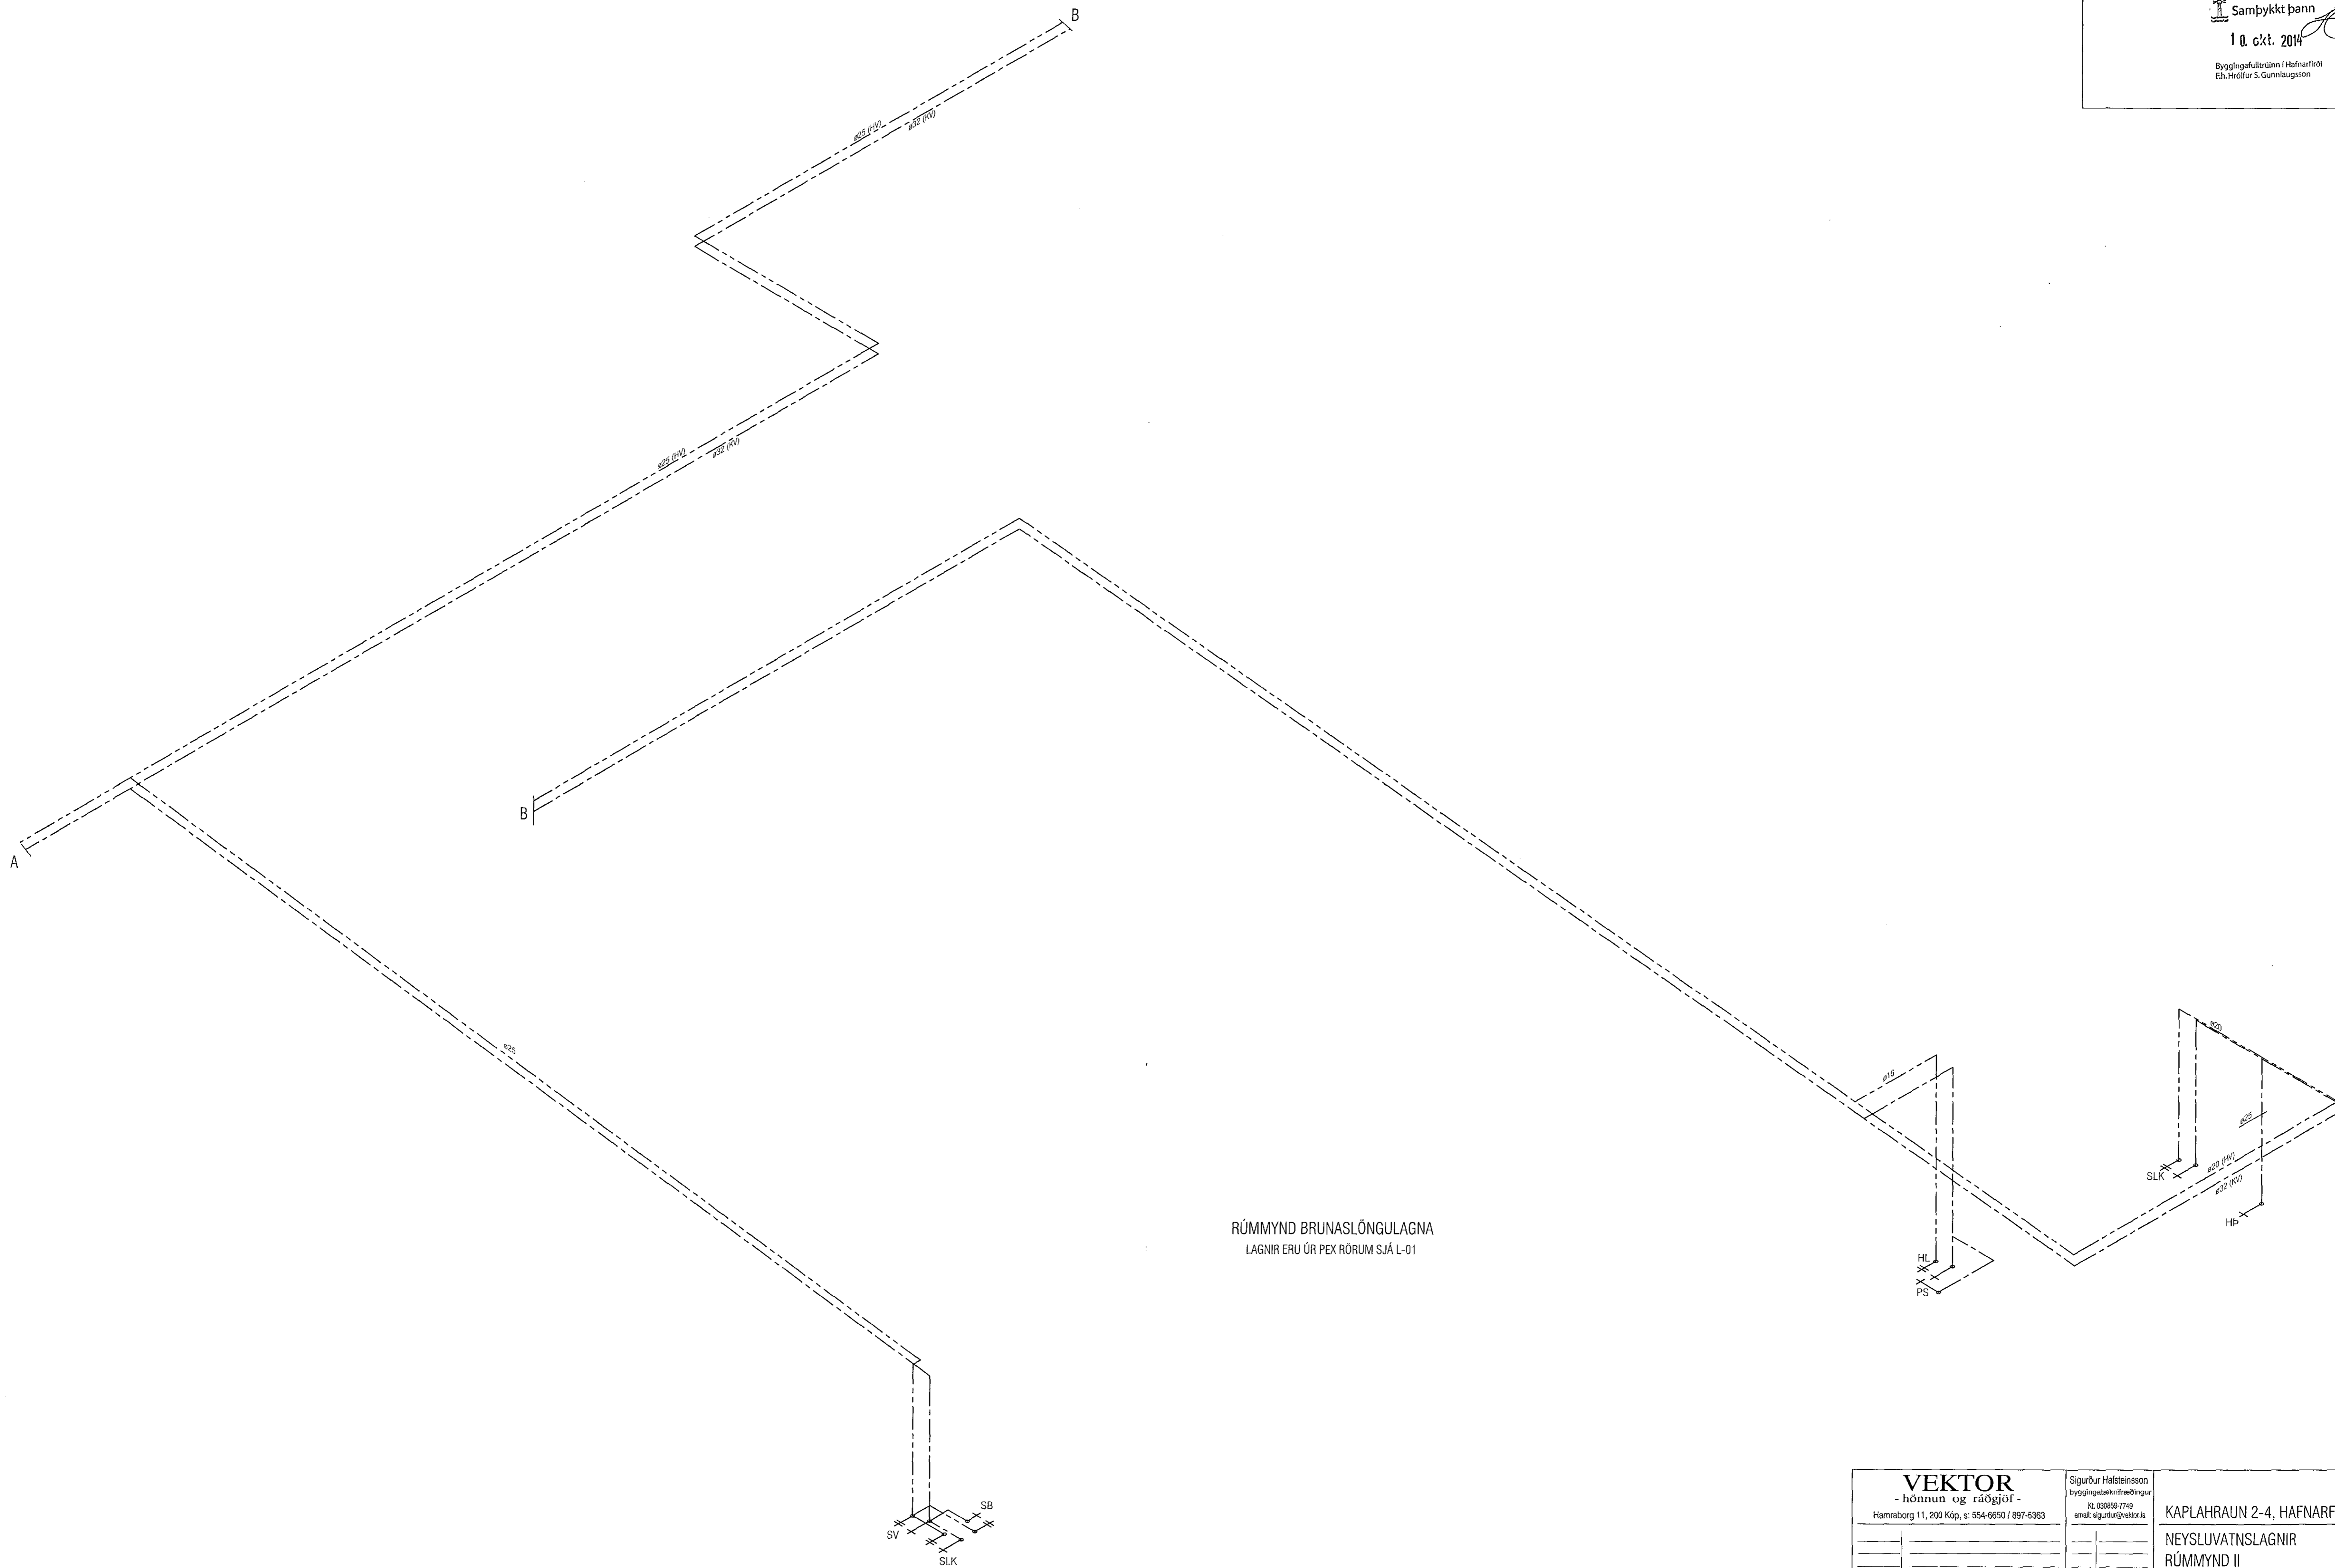 B
Samþykkt þann
10. okt. 2014
Byggingafulltrúinn í Hafnarfirði
F.h. Hrólfur S. Gunnlaugsson
ø25 (HV)
ø32 (KV)
ø25 (HV)
ø32 (KV)
B
A
ø25
ø20
ø16
ø25
SLK
ø20 (HV)
ø32 (KV)
HÞ
RÚMMYND BRUNASLÖNGULAGNA
LAGNIR ERU ÚR PEX RÖRUM SJÁ L-01
HL
PS
SB
SV
SLK
VEKTOR
- hönnun og ráðgjöf -
Hamraborg 11, 200 Kóp, s: 554-6650 / 897-5363
Sigurður Hafsteinsson
byggingatæknifræðingur
Kt. 030859-7749
email: sigurdur@vektor.is
KAPLAHRAUN 2-4, HAFNARF
NEYSLUVATNSLAGNIR
RÚMMYND II